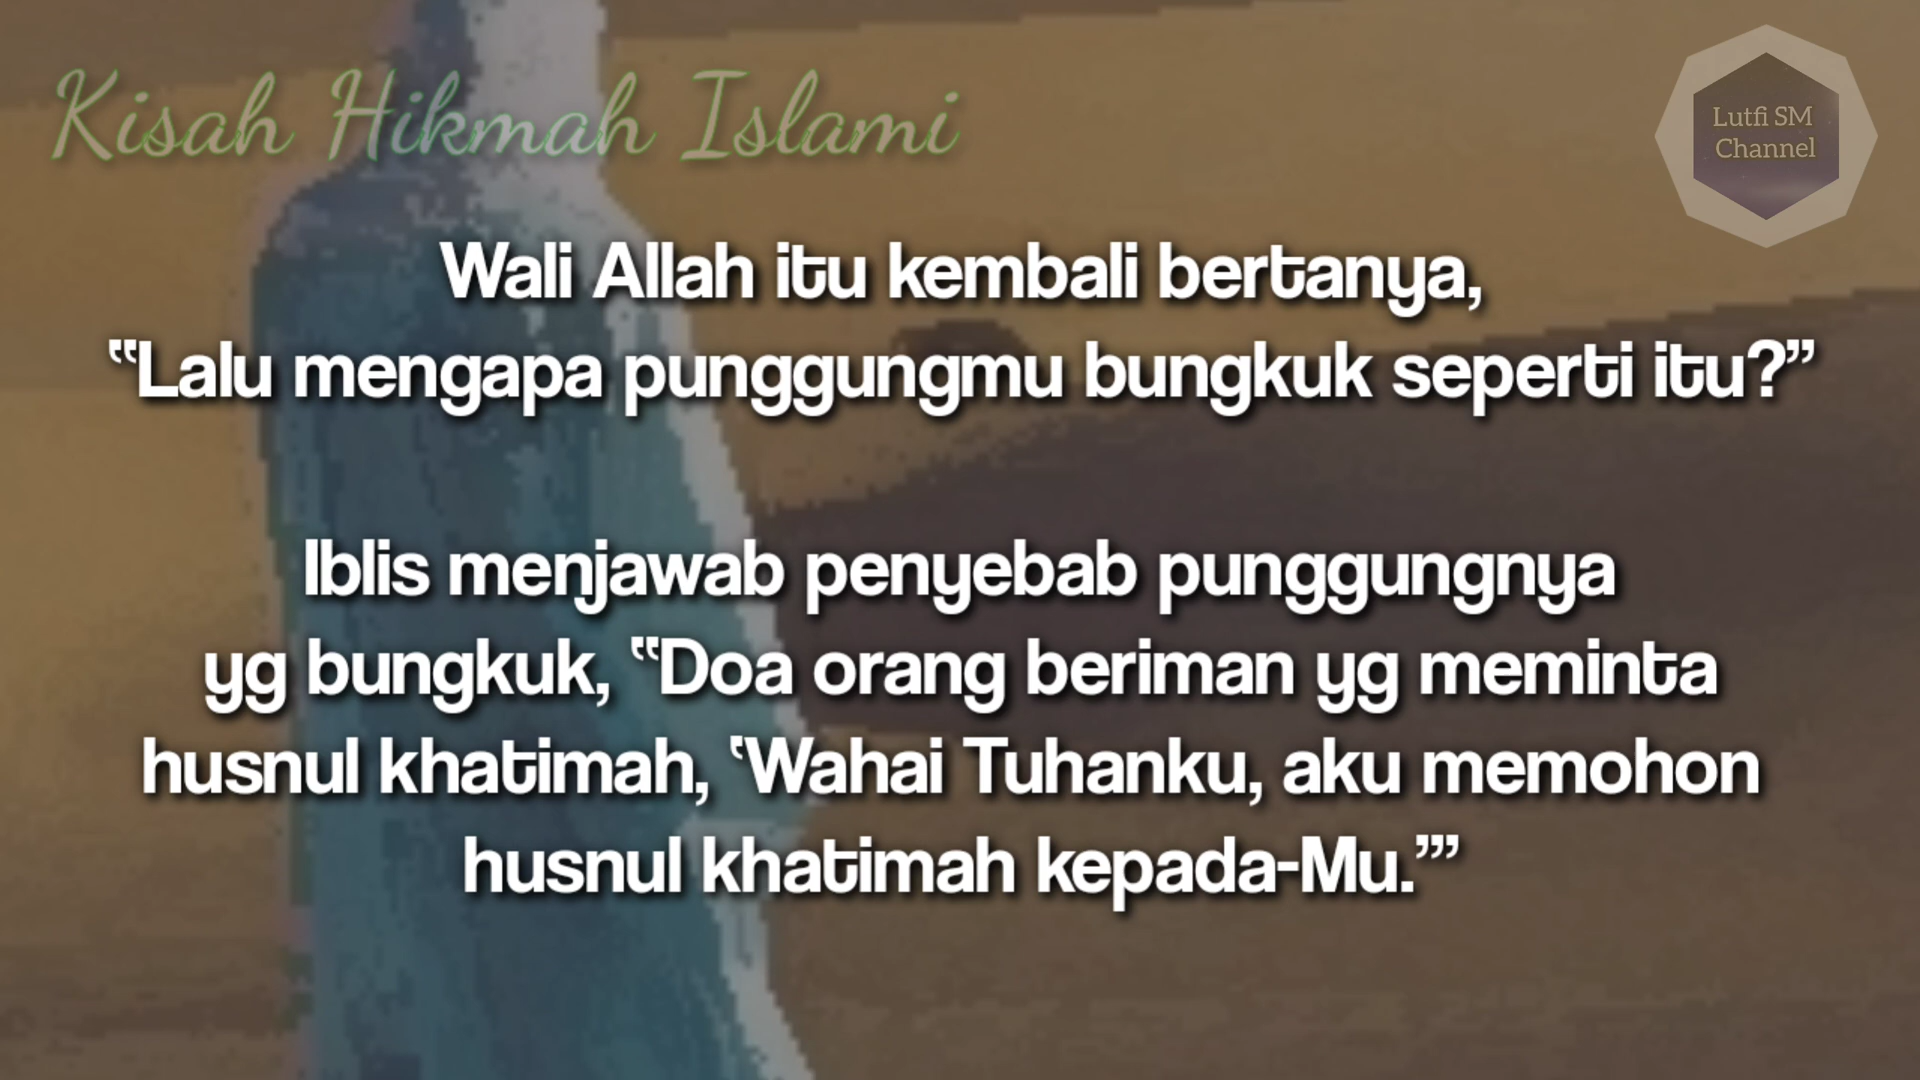 Kisah Hikmah Islami
Lutfi SM
Channel
Wali Allah itu kembali bertanya,
“Lalu mengapa punggungmu bungkuk seperti itu?”
Iblis menjawab penyebab punggungnya
yg bungkuk, “Doa orang beriman yg meminta
husnul khatimah, ‘Wahai Tuhanku, aku memohon
husnul khatimah kepada-Mu.’”